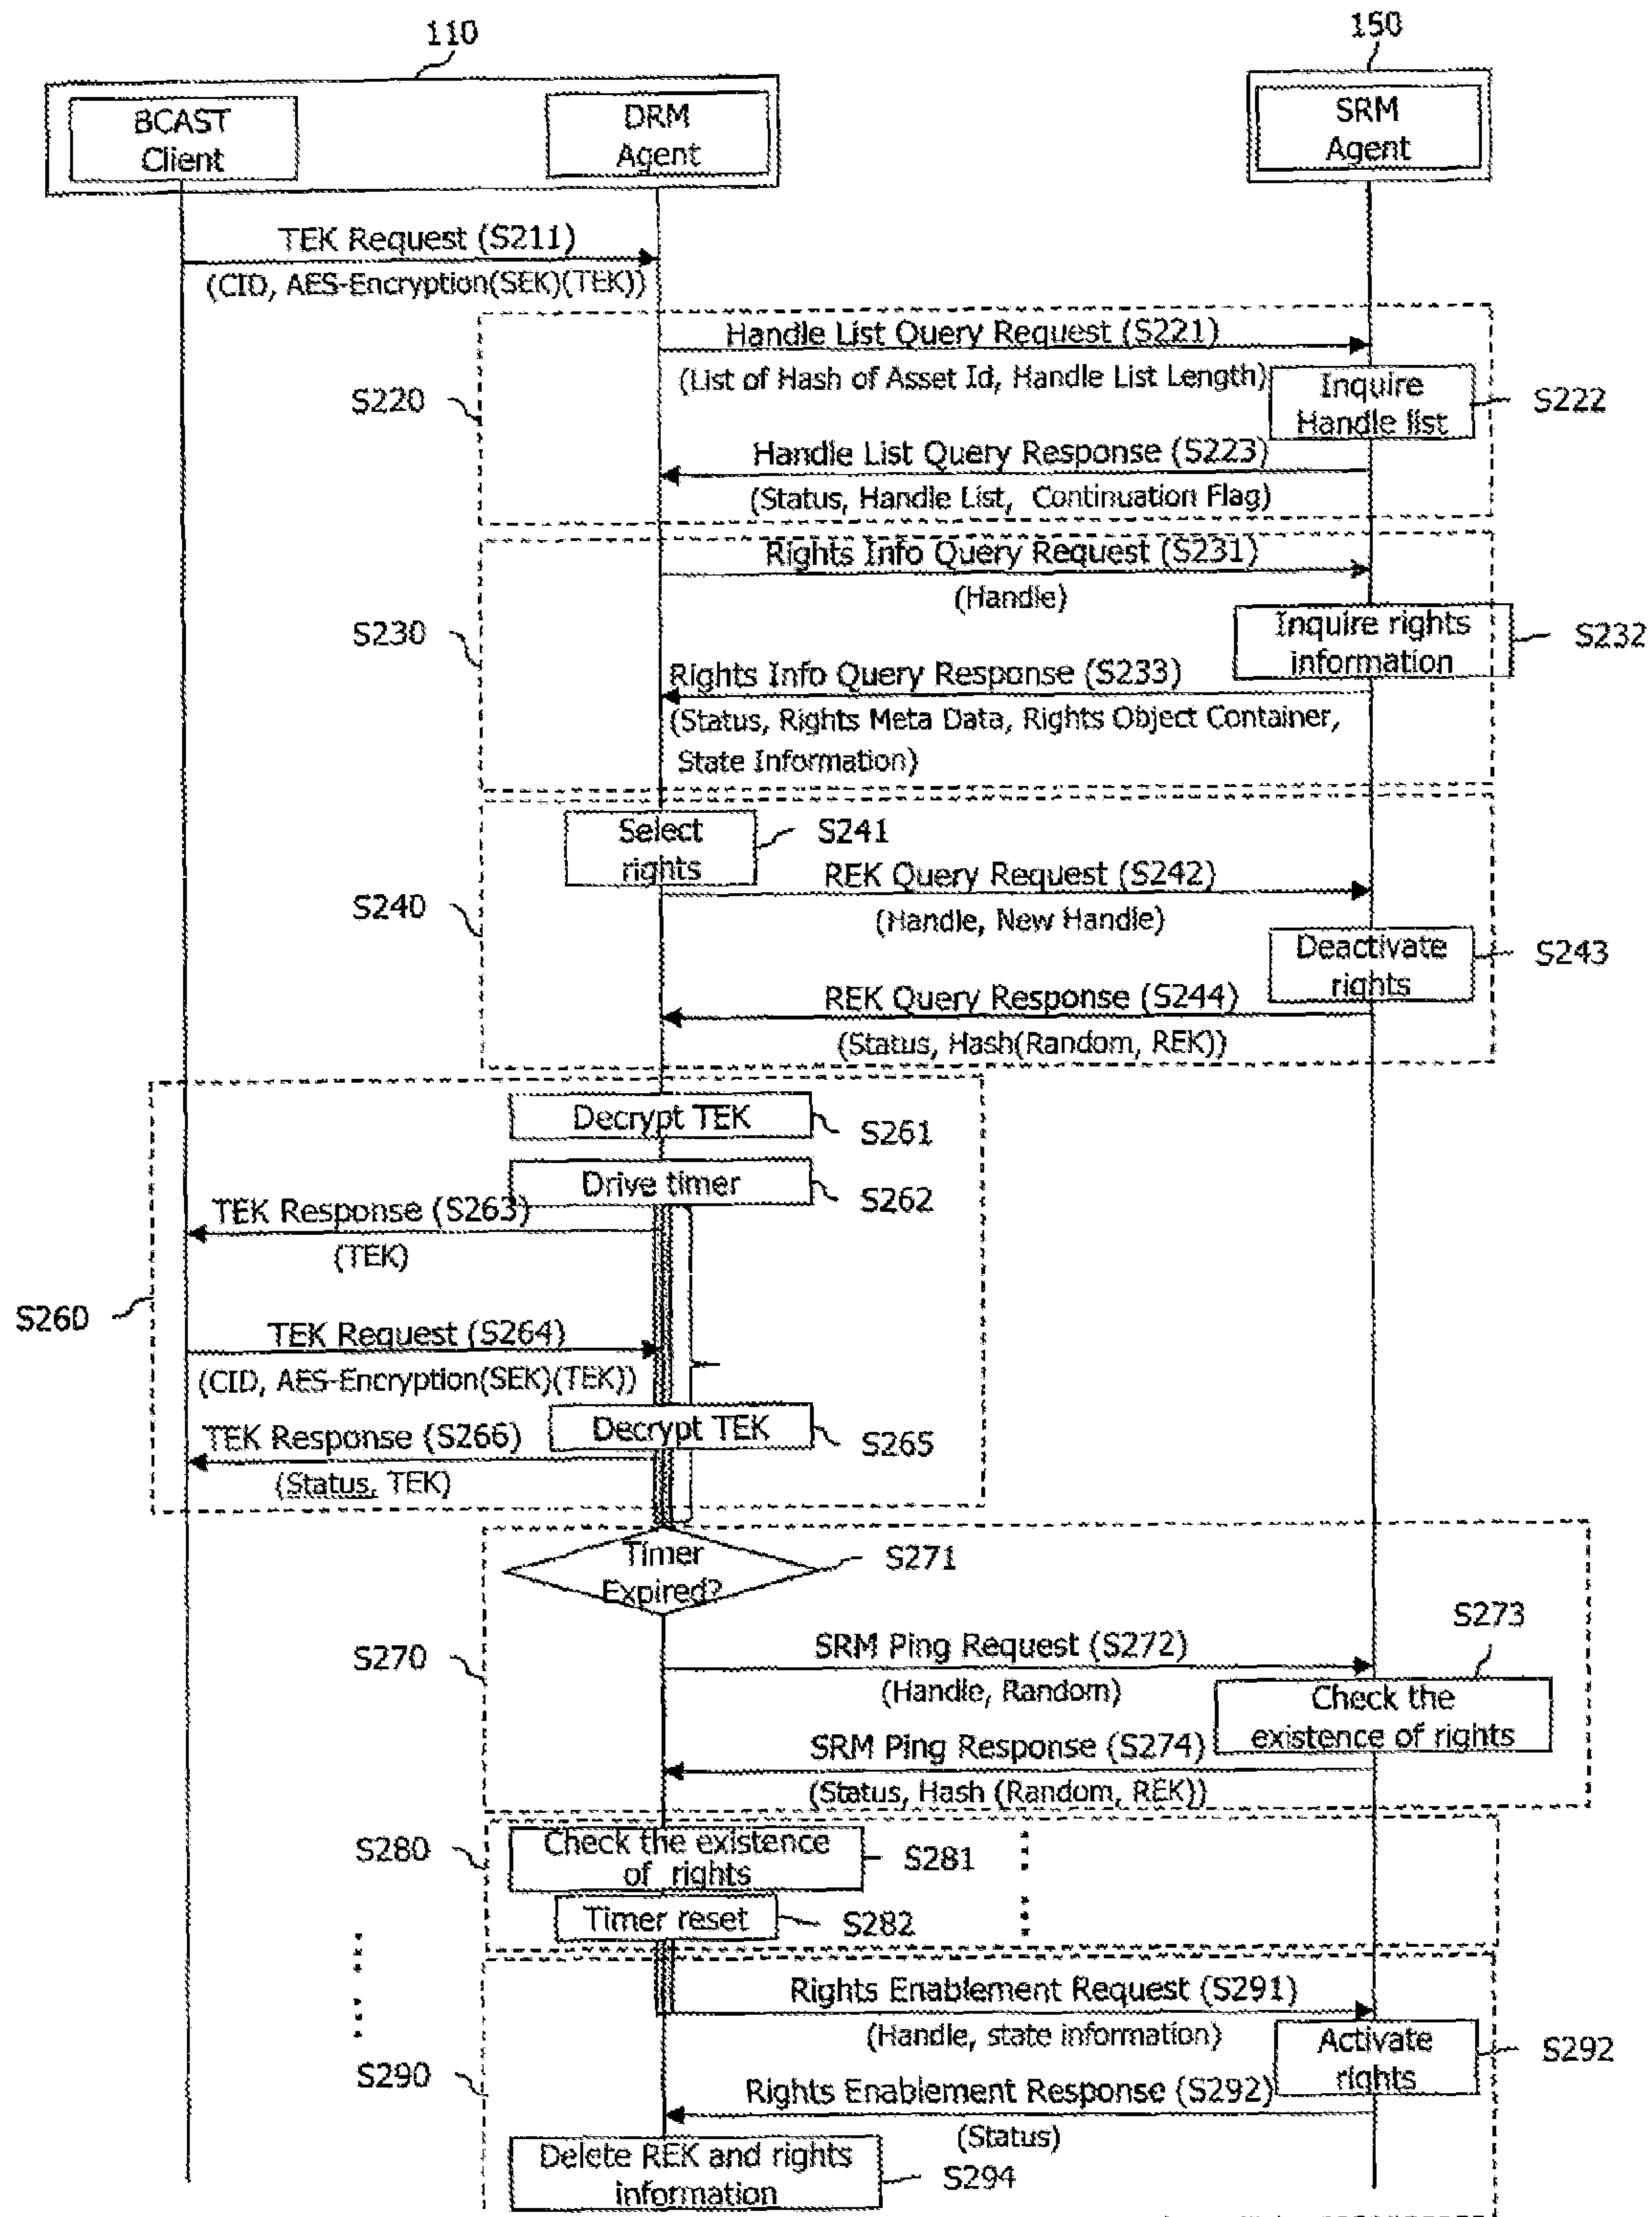 110
150
BCAST
Client
DRM
Agent
SRM
Agent
TEK Request (S211)
(CID, AES-Encryption(SEK)(TEK))
Handle List Query Request (S221)
(List of Hash of Asset Id, Handle List Length)
S220
Inquire
Handle list
S222
Handle List Query Response (S223)
(Status, Handle List, Continuation Flag)
Rights Info Query Request (S231)
(Handle)
S230
Inquire rights
information
S232
Rights Info Query Response (S233)
(Status, Rights Meta Data, Rights Object Container,
State Information)
Select
rights
S241
REK Query Request (S242)
(Handle, New Handle)
S240
Deactivate
rights
S243
REK Query Response (S244)
(Status, Hash(Random, REK))
Decrypt TEK
S261
Drive timer
S262
TEK Response (S263)
(TEK)
S260
TEK Request (S264)
(CID, AES-Encryption(SEK)(TEK))
Decrypt TEK
S265
TEK Response (S266)
(Status, TEK)
Timer
Expired?
S271
S273
SRM Ping Request (S272)
(Handle, Random)
S270
Check the
existence of rights
SRM Ping Response (S274)
(Status, Hash (Random, REK))
S280
Check the existence
of rights
S281
Timer reset
S282
Rights Enablement Request (S291)
(Handle, state information)
Activate
rights
S292
S290
Rights Enablement Response (S292)
(Status)
Delete REK and rights
information
S294